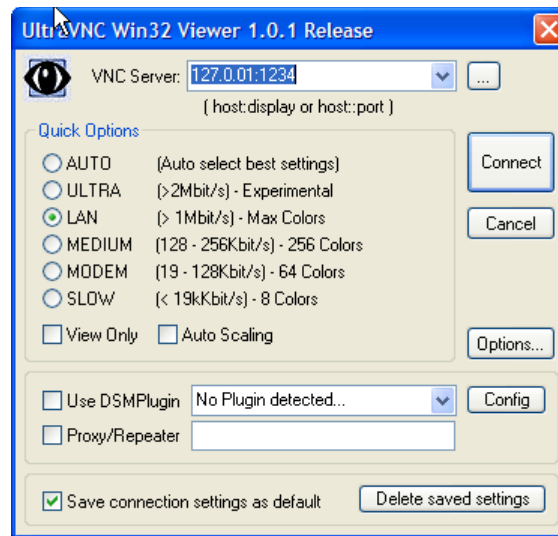 UltraVNC Win32 Viewer 1.0.1 Release
VNC Server: 127.0.01:1234 ...
( host:display or host::port )
Quick Options
AUTO (Auto select best settings)
Connect
ULTRA (>2Mbit/s) - Experimental
LAN (> 1Mbit/s) - Max Colors
Cancel
MEDIUM (128 - 256Kbit/s) - 256 Colors
MODEM (19 - 128Kbit/s) - 64 Colors
SLOW (< 19kKbit/s) - 8 Colors
View Only Auto Scaling
Options...
Use DSMPlugin No Plugin detected... Config
Proxy/Repeater
Save connection settings as default Delete saved settings